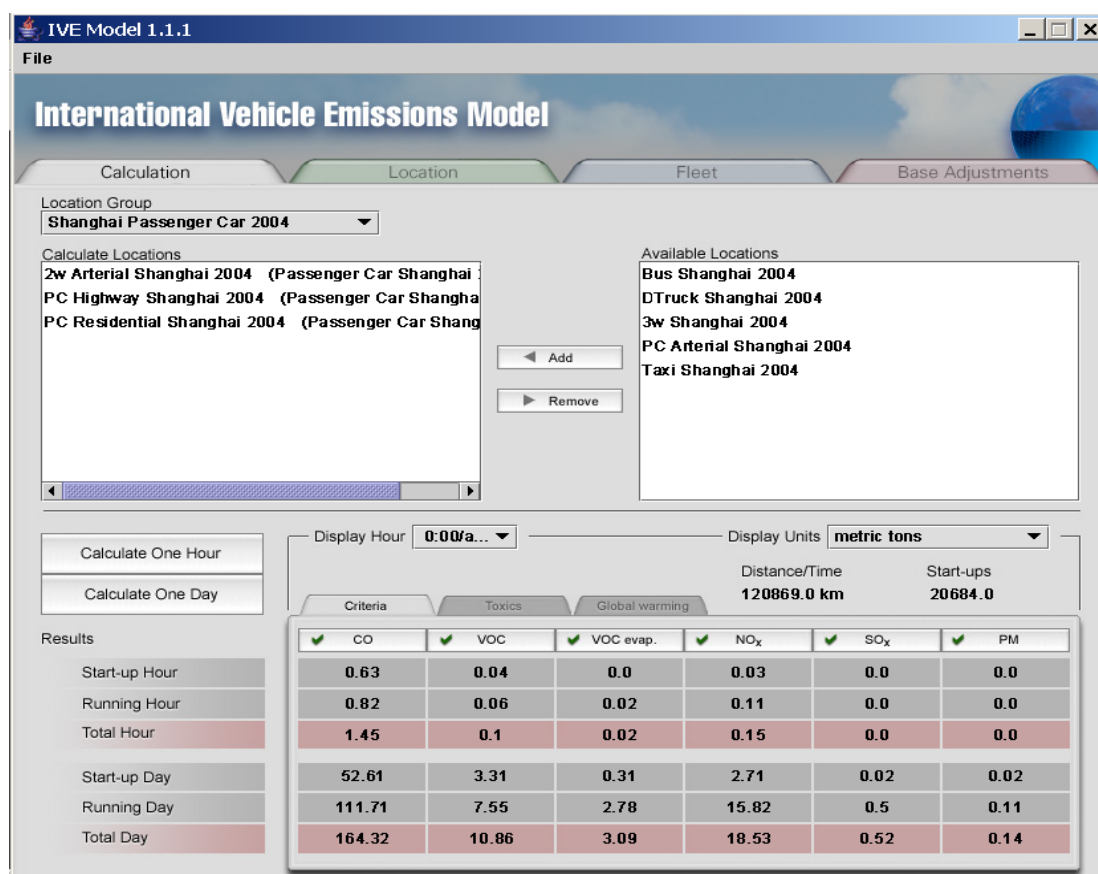 IVE Model 1.1.1
File
International Vehicle Emissions Model
Calculation Location Fleet Base Adjustments
Location Group
Shanghai Passenger Car 2004
Calculate Locations
2w Arterial Shanghai 2004 (Passenger Car Shanghai
PC Highway Shanghai 2004 (Passenger Car Shangha
PC Residential Shanghai 2004 (Passenger Car Shang
Add
Remove
Available Locations
Bus Shanghai 2004
DTruck Shanghai 2004
3w Shanghai 2004
PC Arterial Shanghai 2004
Taxi Shanghai 2004
Calculate One Hour
Calculate One Day
Display Hour 0:00/a... Display Units metric tons
Distance/Time Start-ups
120869.0 km 20684.0
Criteria Toxics Global warming
Results CO VOC VOC evap. NOx SOx PM
Start-up Hour 0.63 0.04 0.0 0.03 0.0 0.0
Running Hour 0.82 0.06 0.02 0.11 0.0 0.0
Total Hour 1.45 0.1 0.02 0.15 0.0 0.0
Start-up Day 52.61 3.31 0.31 2.71 0.02 0.02
Running Day 111.71 7.55 2.78 15.82 0.5 0.11
Total Day 164.32 10.86 3.09 18.53 0.52 0.14